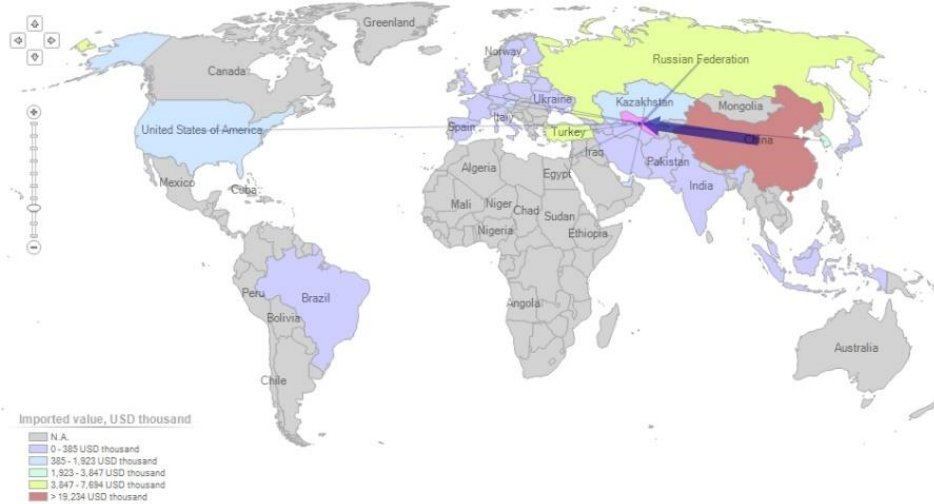 Greenland
Norway
Russian Federation
Canada
Ukraine
Kazakhstan
Mongolia
United States of America
Spain
Italy
Turkey
China
Iraq
Pakistan
Mexico
Cuba
Algeria
Egypt
India
Mali
Niger
Chad
Sudan
Nigeria
Ethiopia
Peru
Brazil
Angola
Bolivia
Australia
Chile
Imported value, USD thousand
N.A.
0 - 385 USD thousand
385 - 1,923 USD thousand
1,923 - 3,847 USD thousand
3,847 - 7,694 USD thousand
> 19,234 USD thousand